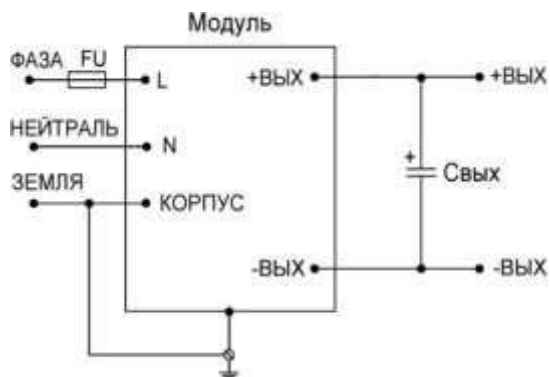 Модуль
ФАЗА FU
L
+ВЫХ
+ВЫХ
НЕЙТРАЛЬ
N
+
Свых
ЗЕМЛЯ
КОРПУС
-ВЫХ
-ВЫХ